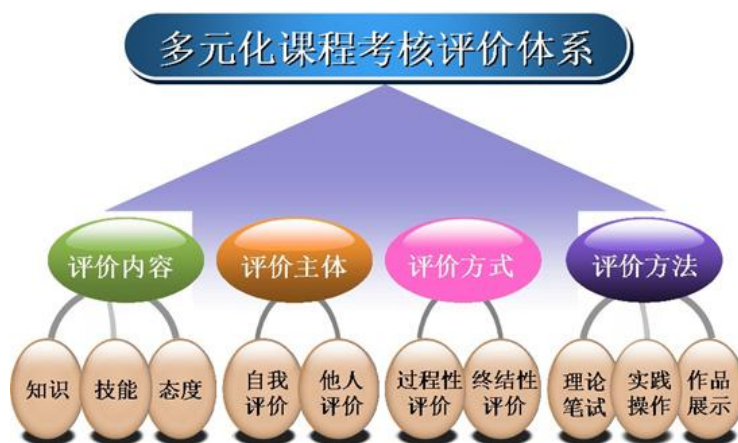 多元化课程考核评价体系
评价内容
评价主体
评价方式
评价方法
知识
技能
态度
自我
评价
他人
评价
过程性
评价
终结性
评价
理论
笔试
实践
操作
作品
展示